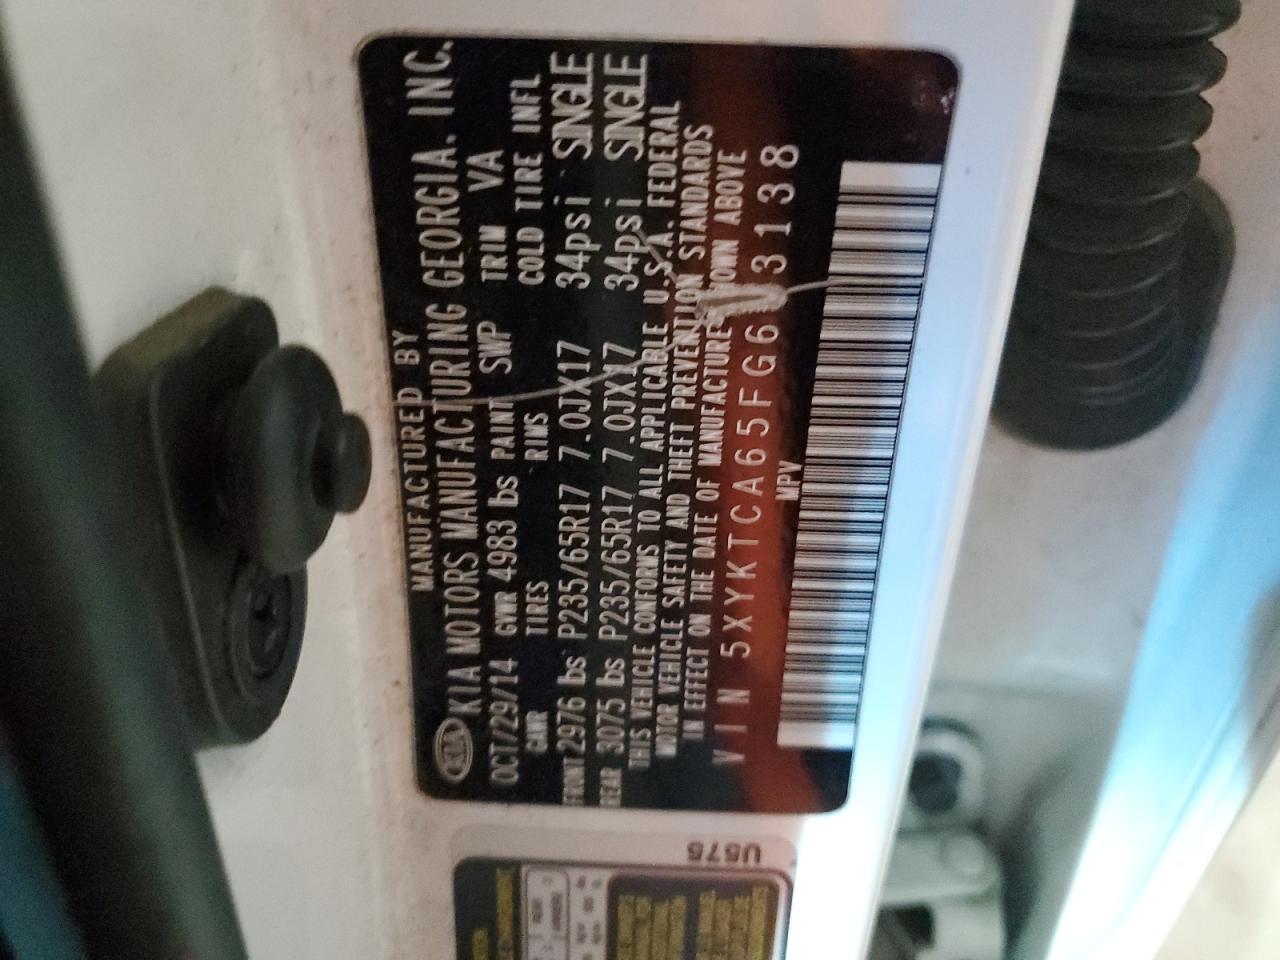 MANUFACTURED BY
KIA KIA MOTORS MANUFACTURING GEORGIA. INC.
OCT/29/14 GVWR 4983 lbs PAINT SWP TRIM VA
GAWR TIRES RIMS COLD TIRE INFL
FRONT 2976 lbs P235/65R17 7.0JX17 34psi SINGLE
REAR 3075 lbs P235/65R17 7.0JX17 34psi SINGLE
THIS VEHICLE CONFORMS TO ALL APPLICABLE U.S.A. FEDERAL
MOTOR VEHICLE SAFETY AND THEFT PREVENTION STANDARDS
IN EFFECT ON THE DATE OF MANUFACTURE ABOVE
VIN 5XYKTCA65FG6 3138
MPV
U575